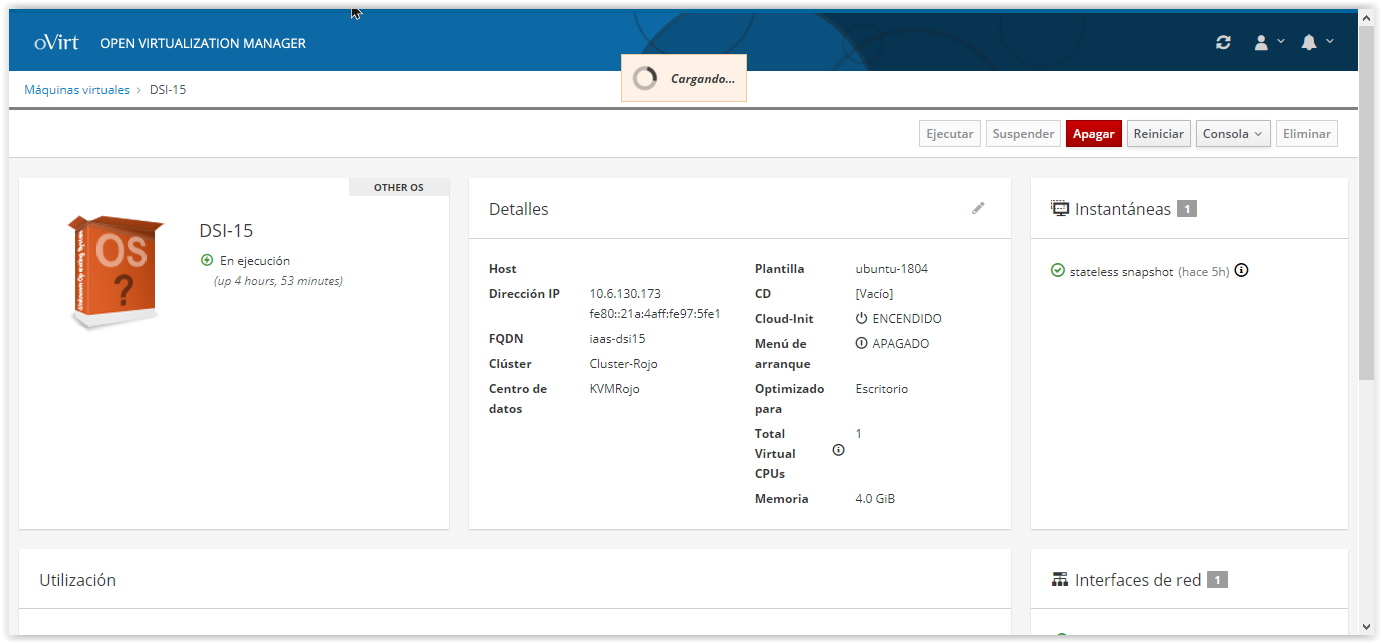 oVirt OPEN VIRTUALIZATION MANAGER
Cargando...
Máquinas virtuales > DSI-15
Ejecutar Suspender Apagar Reiniciar Consola Eliminar
OTHER OS
OS
?
DSI-15
En ejecución
(up 4 hours, 53 minutes)
Detalles
Host
Dirección IP 10.6.130.173
fe80::21a:4aff:fe97:5fe1
FQDN iaas-dsi15
Clúster Cluster-Rojo
Centro de KVMRojo
datos
Plantilla ubuntu-1804
CD [Vacío]
Cloud-Init ENCENDIDO
Menú de APAGADO
arranque
Optimizado Escritorio
para
Total 1
Virtual
CPUs
Memoria 4.0 GiB
Instantáneas 1
stateless snapshot (hace 5h)
Utilización
Interfaces de red 1